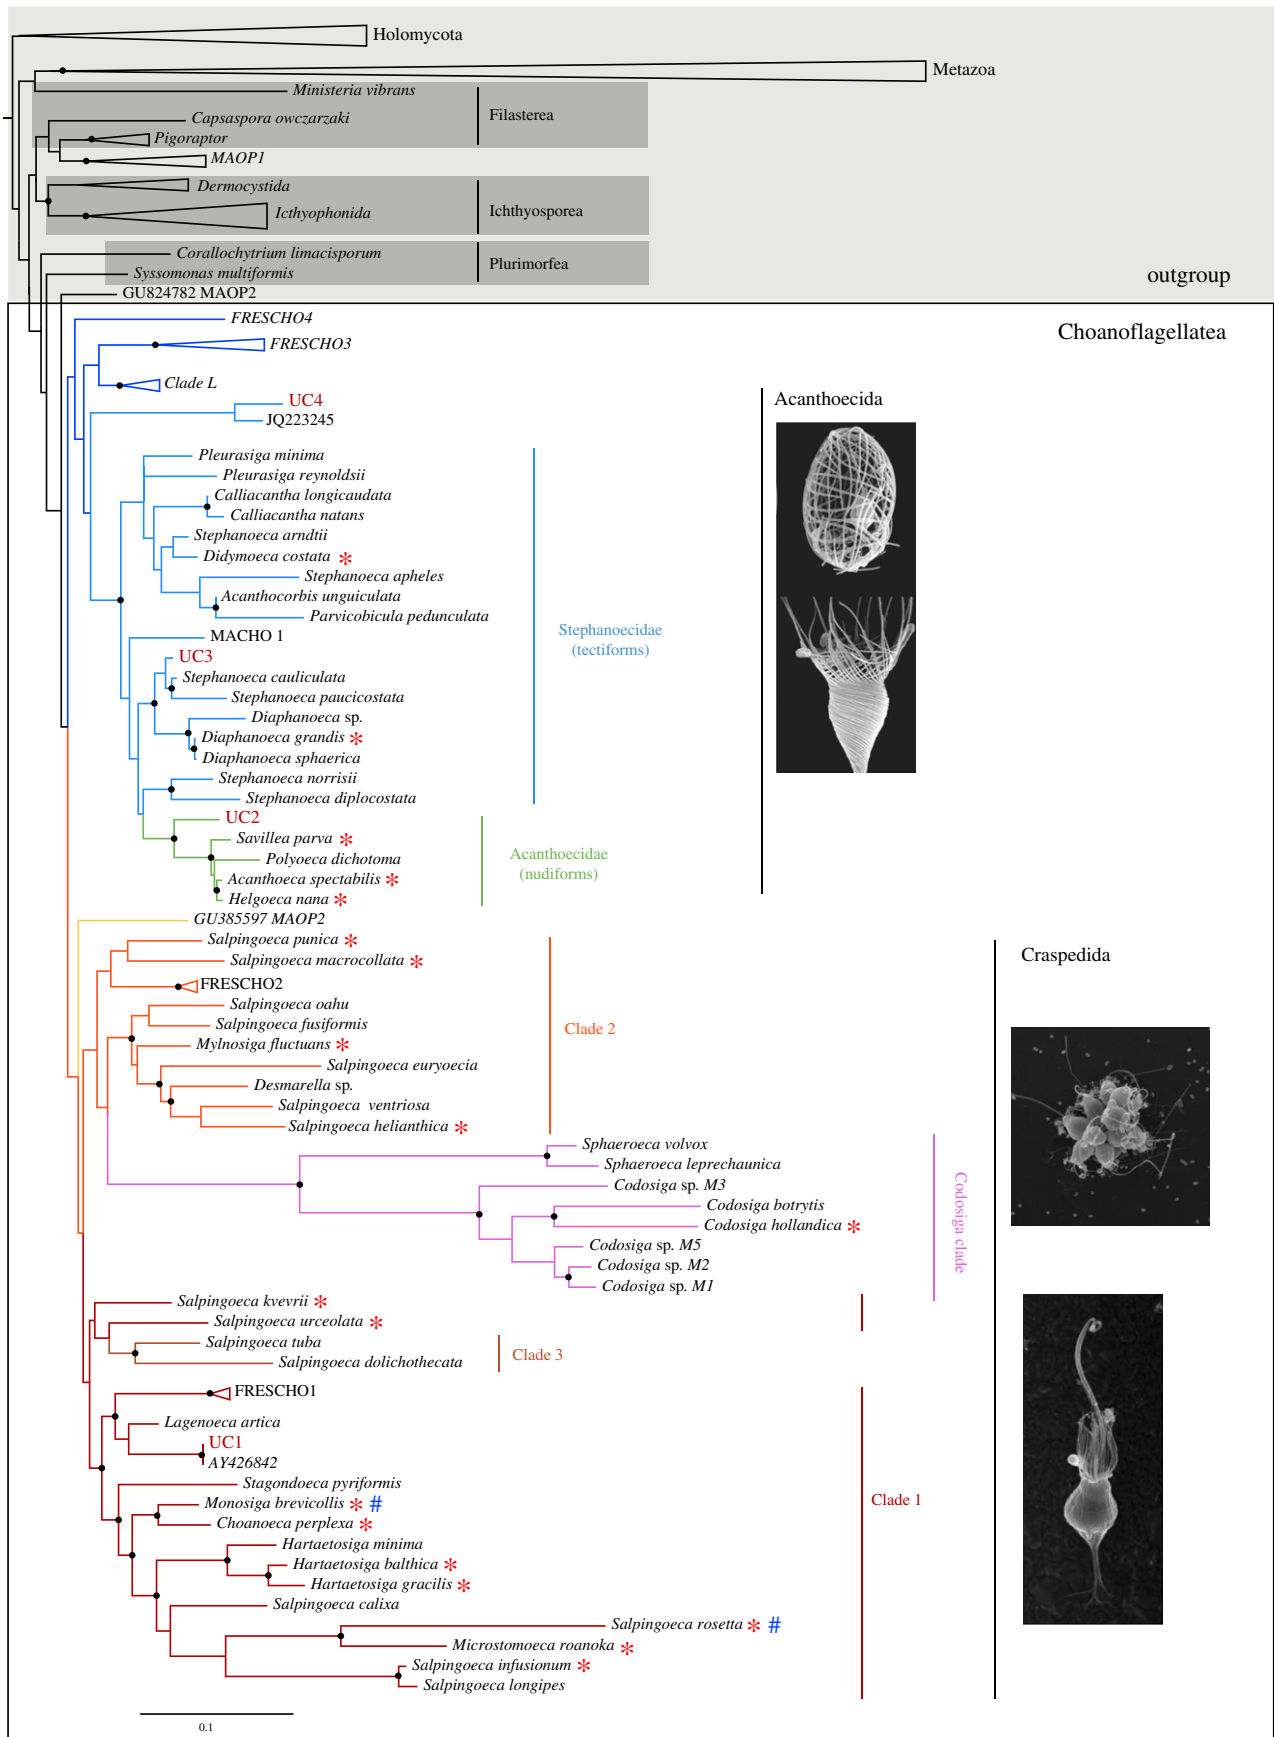 Holomycota
Metazoa
Ministeria vibrans
Filasterea
Capsaspora owczarzaki
Pigoraptor
MAOP1
Dermocystida
Icthyophonida
Ichthyosporea
Corallochytrium limacisporum
Plurimorfea
Syssomonas multiformis
outgroup
GU824782 MAOP2
FRESCHO4
Choanoflagellatea
FRESCHO3
Clade L
UC4
Acanthoecida
JQ223245
Pleurasiga minima
Pleurasiga reynoldsii
Calliacantha longicaudata
Calliacantha natans
Stephanoeca arndtii
Didymoeca costata *
Stephanoeca apheles
Acanthocorbis unguiculata
Parvicobicula pedunculata
Stephanoecidae
(tectiforms)
MACHO 1
UC3
Stephanoeca cauliculata
Stephanoeca paucicostata
Diaphanoeca sp.
Diaphanoeca grandis *
Diaphanoeca sphaerica
Stephanoeca norrisii
Stephanoeca diplocostata
UC2
Savillea parva *
Polyoeca dichotoma
Acanthoecidae
(nudiforms)
Acanthoeca spectabilis *
Helgoeca nana *
GU385597 MAOP2
Salpingoeca punica *
Craspedida
Salpingoeca macrocollata *
FRESCHO2
Salpingoeca oahu
Salpingoeca fusiformis
Clade 2
Mylnosiga fluctuans *
Salpingoeca euryoecia
Desmarella sp.
Salpingoeca ventriosa
Salpingoeca helianthica *
Sphaeroeca volvox
Sphaeroeca leprechaunica
Codosiga sp. M3
Codosiga botrytis
Codosiga hollandica *
Codosiga clade
Codosiga sp. M5
Codosiga sp. M2
Codosiga sp. M1
Salpingoeca kvevrii *
Salpingoeca urceolata *
Salpingoeca tuba
Clade 3
Salpingoeca dolichothecata
FRESCHO1
Lagenoeca artica
UC1
AY426842
Stagondoeca pyriformis
Clade 1
Monosiga brevicollis * #
Choanoeca perplexa *
Hartaetosiga minima
Hartaetosiga balthica *
Hartaetosiga gracilis *
Salpingoeca calixa
Salpingoeca rosetta * #
Microstomoeca roanoka *
Salpingoeca infusionum *
Salpingoeca longipes
0.1